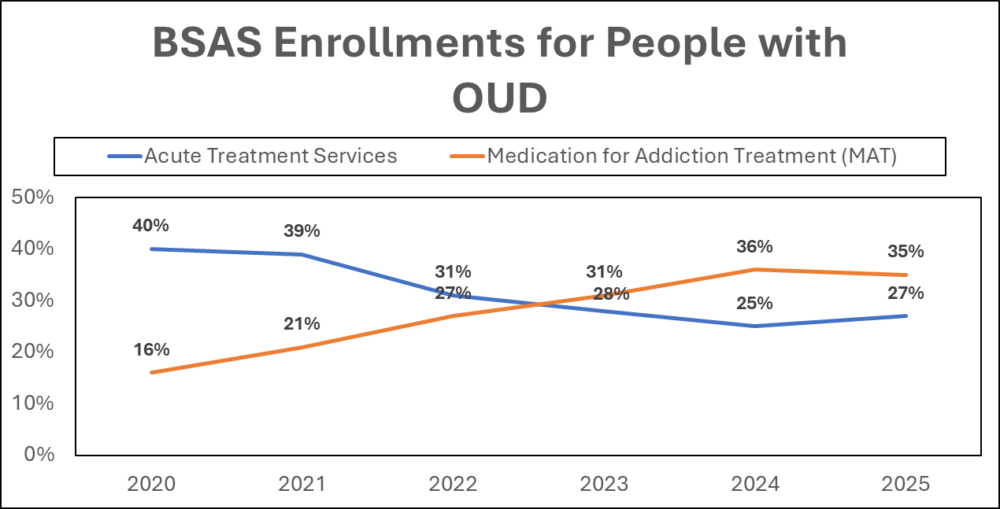 BSAS Enrollments for People with
OUD
Acute Treatment Services Medication for Addiction Treatment (MAT)
50%
40%
30%
20%
10%
0%
40% 39% 31% 28% 25% 27%
16% 21% 27% 31% 36% 35%
2020 2021 2022 2023 2024 2025